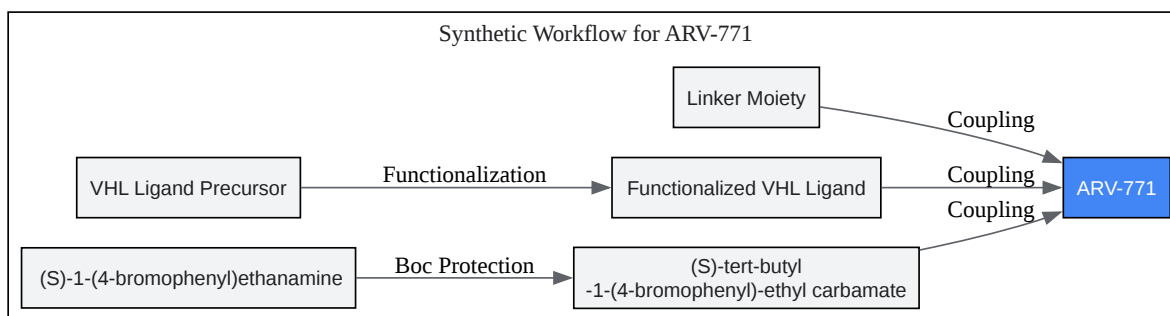 Synthetic Workflow for ARV-771
Linker Moiety
Coupling
VHL Ligand Precursor
Functionalization
Functionalized VHL Ligand
Coupling
ARV-771
Coupling
(S)-1-(4-bromophenyl)ethanamine
Boc Protection
(S)-tert-butyl
-1-(4-bromophenyl)-ethyl carbamate